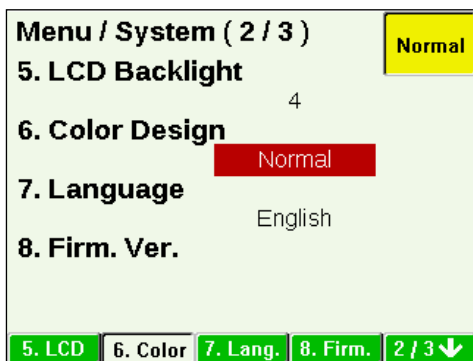 Menu / System ( 2 / 3 )
Normal
5. LCD Backlight
4
6. Color Design
Normal
7. Language
English
8. Firm. Ver.
5. LCD 6. Color 7. Lang. 8. Firm. 2 / 3